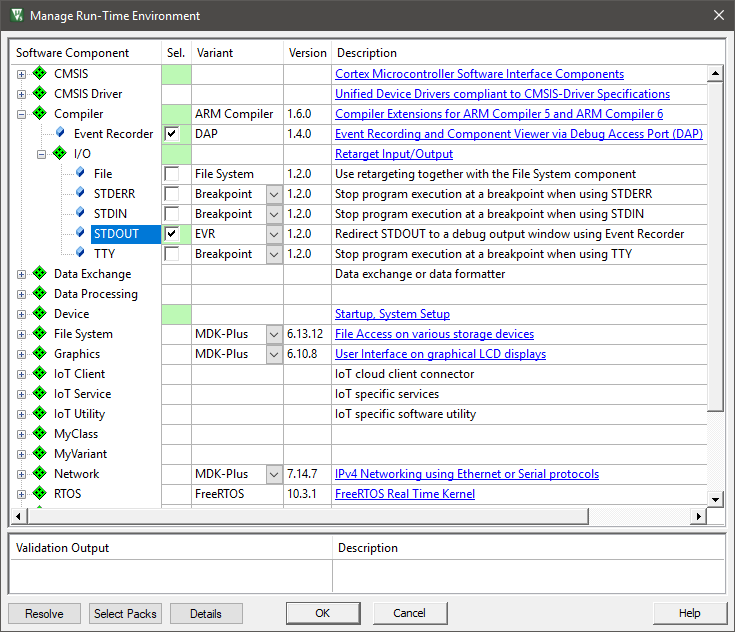 Manage Run-Time Environment
Software Component Sel. Variant Version Description
CMSIS Cortex Microcontroller Software Interface Components
CMSIS Driver Unified Device Drivers compliant to CMSIS-Driver Specifications
Compiler ARM Compiler 1.6.0 Compiler Extensions for ARM Compiler 5 and ARM Compiler 6
Event Recorder DAP 1.4.0 Event Recording and Component Viewer via Debug Access Port (DAP)
I/O Retarget Input/Output
File File System 1.2.0 Use retargeting together with the File System component
STDERR Breakpoint 1.2.0 Stop program execution at a breakpoint when using STDERR
STDIN Breakpoint 1.2.0 Stop program execution at a breakpoint when using STDIN
STDOUT EVR 1.2.0 Redirect STDOUT to a debug output window using Event Recorder
TTY Breakpoint 1.2.0 Stop program execution at a breakpoint when using TTY
Data Exchange Data exchange or data formatter
Data Processing
Device Startup, System Setup
File System MDK-Plus 6.13.12 File Access on various storage devices
Graphics MDK-Plus 6.10.8 User Interface on graphical LCD displays
IoT Client IoT cloud client connector
IoT Service IoT specific services
IoT Utility IoT specific software utility
MyClass
MyVariant
Network MDK-Plus 7.14.7 IPv4 Networking using Ethernet or Serial protocols
RTOS FreeRTOS 10.3.1 FreeRTOS Real Time Kernel
Validation Output Description
Resolve Select Packs Details OK Cancel Help